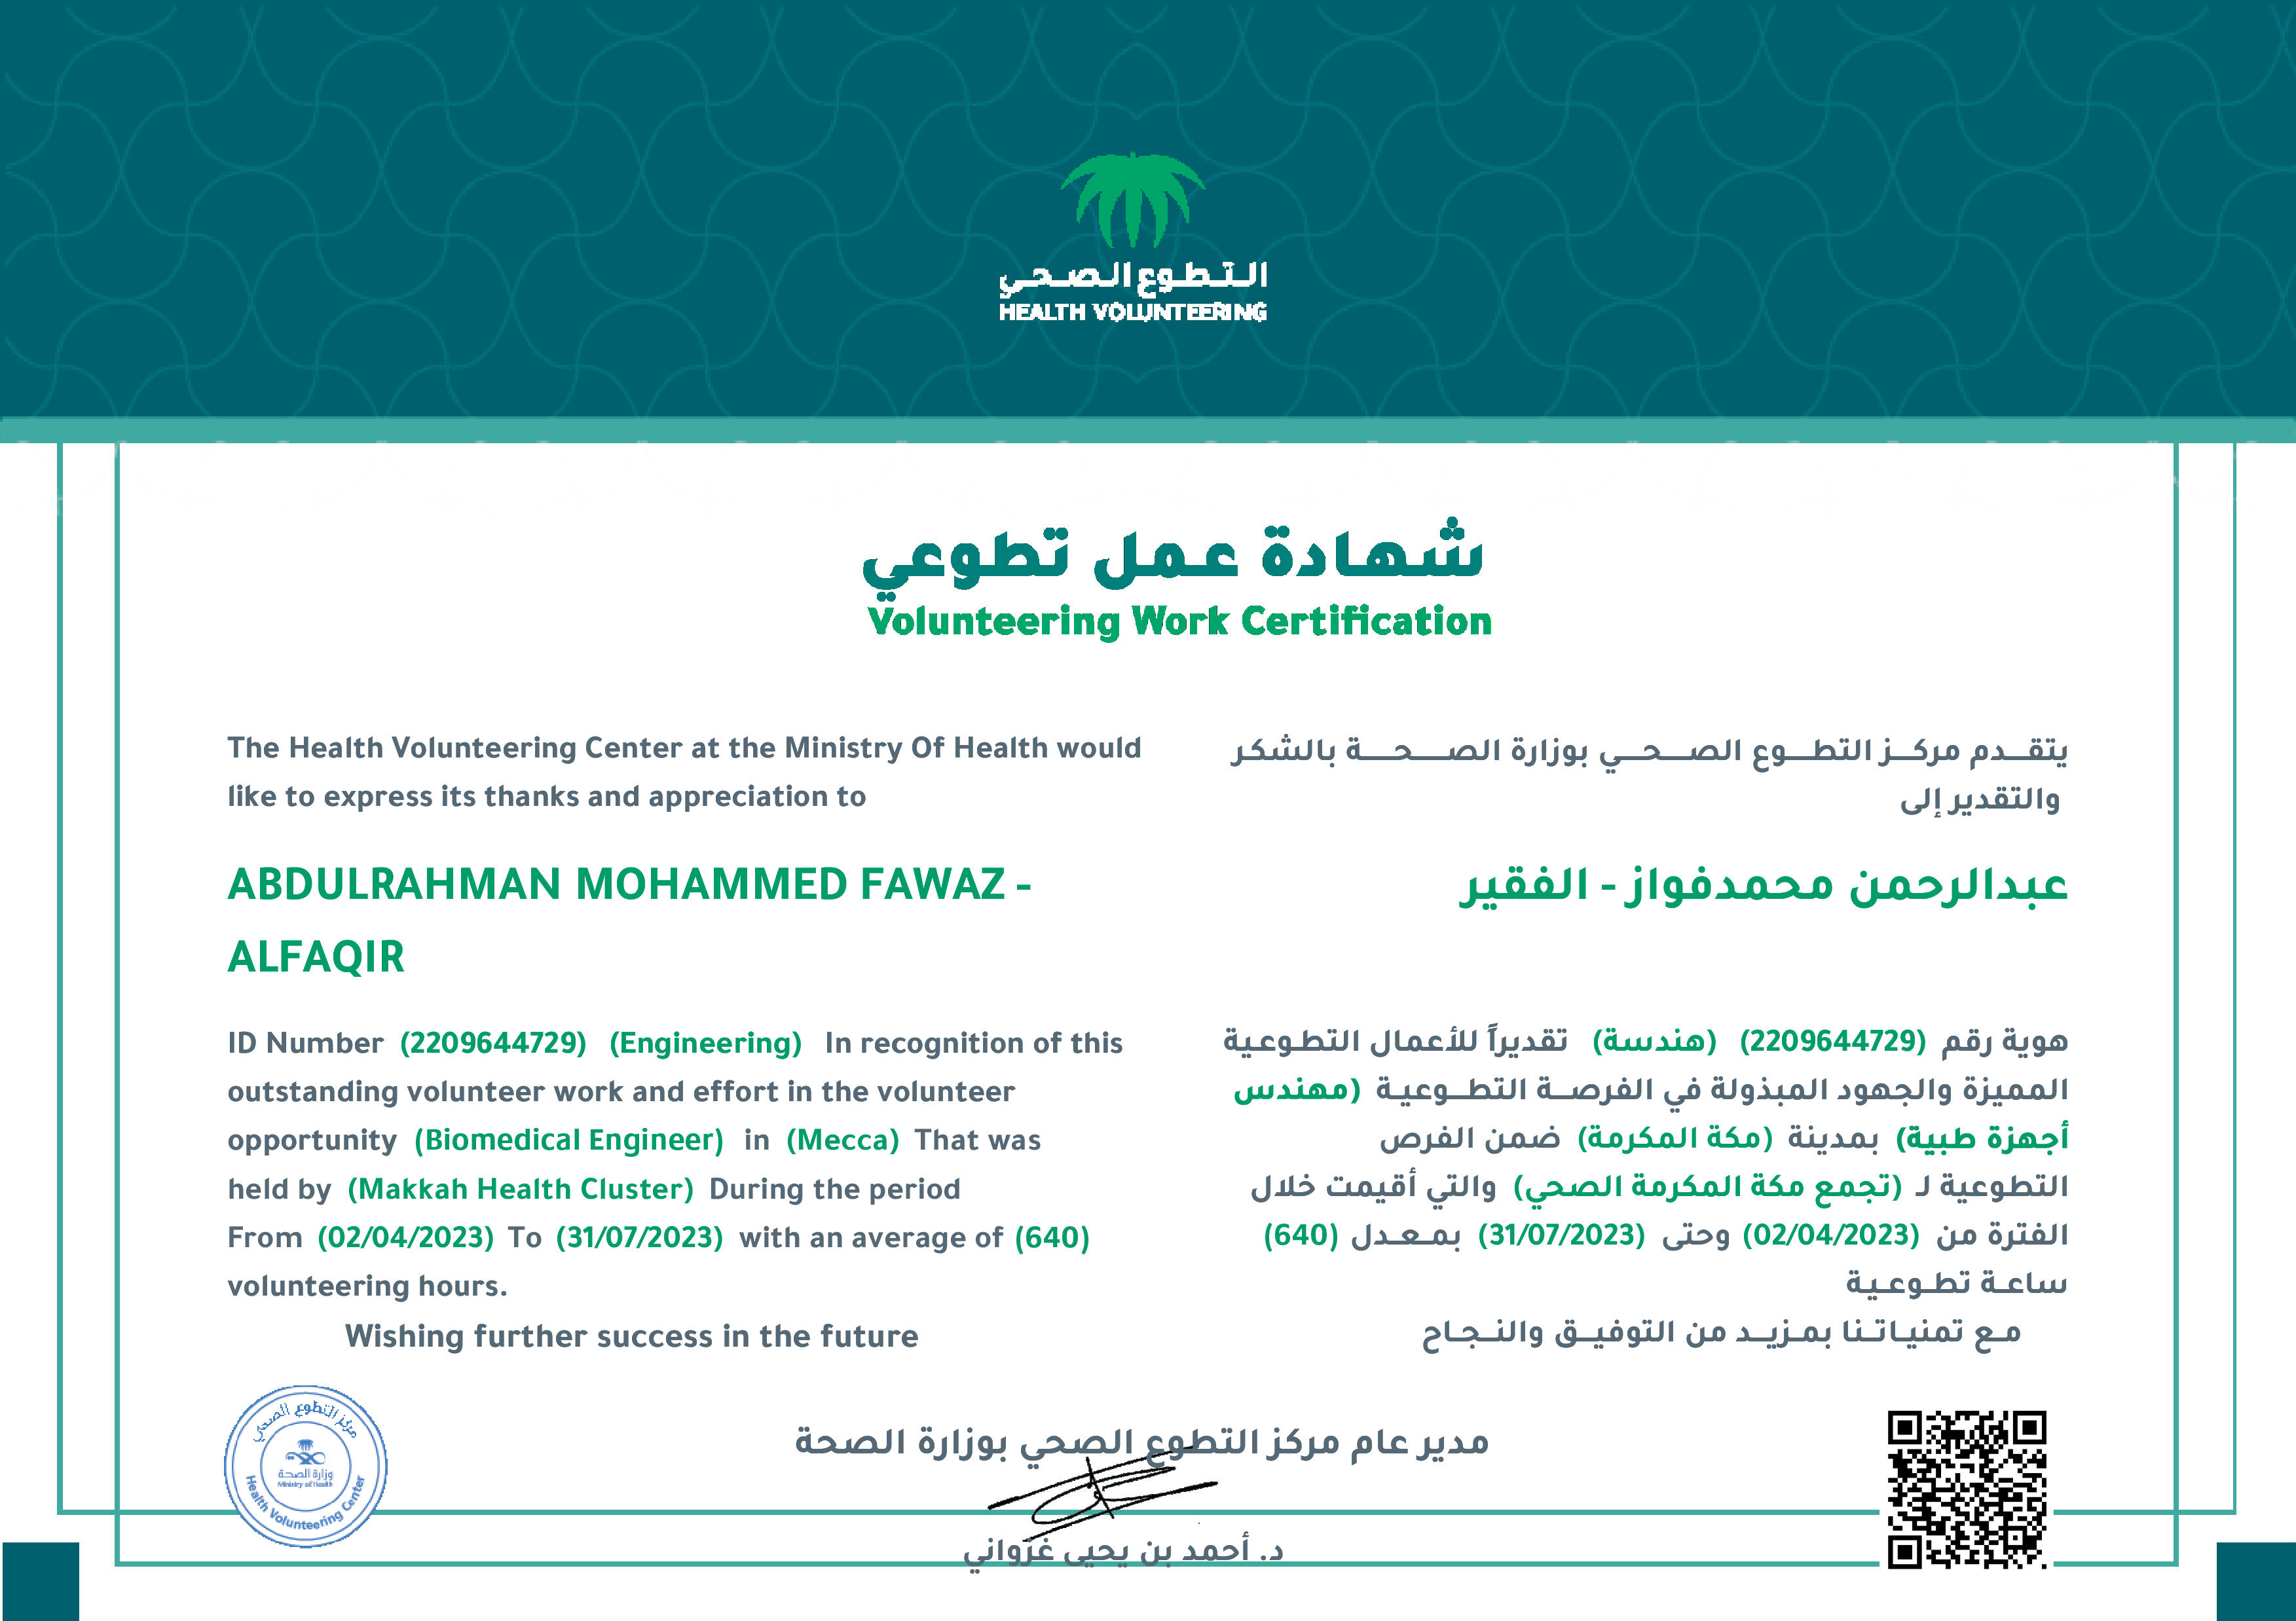 التطوع الصحي
HEALTH VOLUNTEERING
شهادة عمل تطوعي
Volunteering Work Certification
The Health Volunteering Center at the Ministry Of Health would
like to express its thanks and appreciation to
ABDULRAHMAN MOHAMMED FAWAZ -
ALFAQIR
ID Number (2209644729) (Engineering) In recognition of this
outstanding volunteer work and effort in the volunteer
opportunity (Biomedical Engineer) in (Mecca) That was
held by (Makkah Health Cluster) During the period
From (02/04/2023) To (31/07/2023) with an average of (640)
volunteering hours.
Wishing further success in the future
يتقدم مركز التطوع الصحي بوزارة الصحة بالشكر
والتقدير إلى
عبدالرحمن محمدفواز - الفقير
هوية رقم (2209644729) (هندسة) تقديراً للأعمال التطوعية
المميزة والجهود المبذولة في الفرصة التطوعية (مهندس
أجهزة طبية) بمدينة (مكة المكرمة) ضمن الفرص
التطوعية لـ (تجمع مكة المكرمة الصحي) والتي أقيمت خلال
الفترة من (02/04/2023) وحتى (31/07/2023) بمعدل (640)
ساعة تطوعية
مع تمنياتنا بمزيد من التوفيق والنجاح
مركز التطوع الصحي
وزارة الصحة
Ministry of Health
Health Volunteering Center
مدير عام مركز التطوع الصحي بوزارة الصحة
د. أحمد بن يحيى غزواني